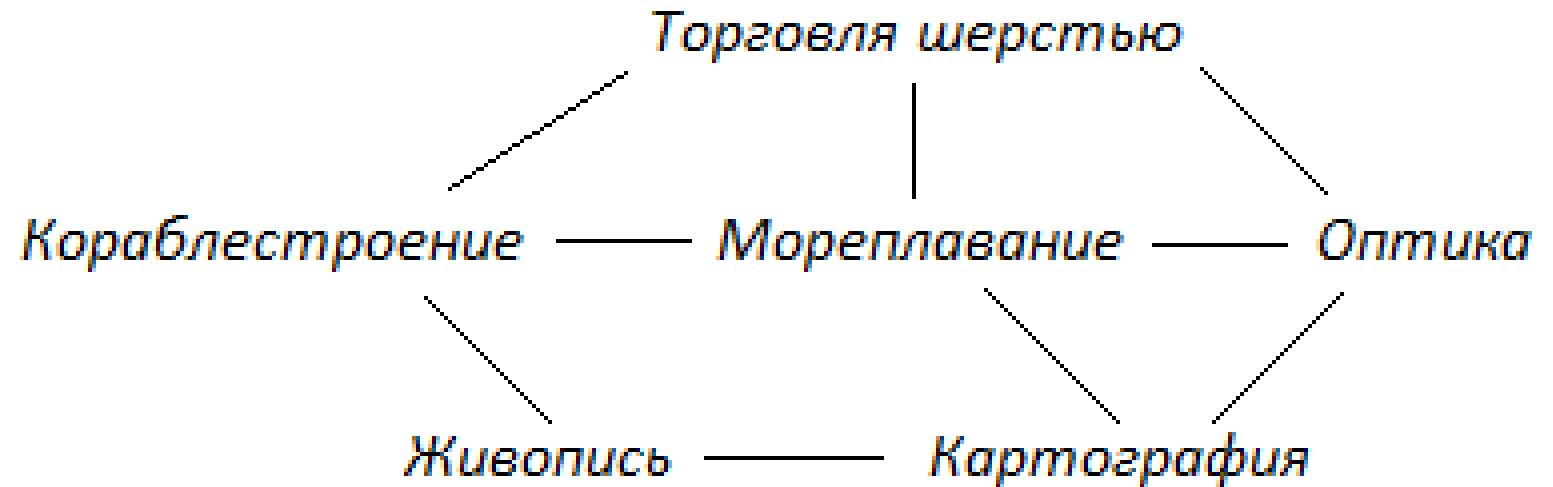 Торговля шерстью
Кораблестроение Мореплавание Оптика
Живопись Картография